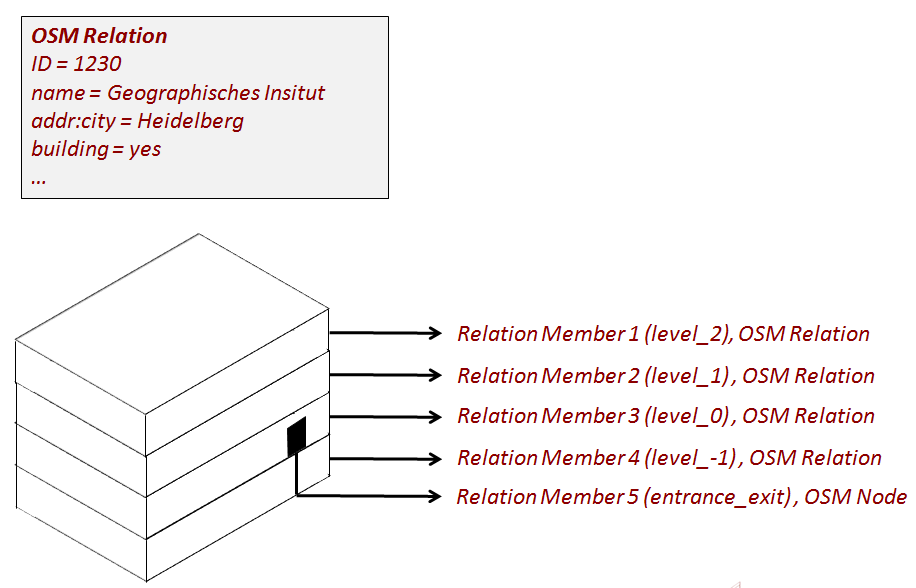 OSM Relation
ID = 1230
name = Geographisches Insitut
addr:city = Heidelberg
building = yes
...
Relation Member 1 (level_2), OSM Relation
Relation Member 2 (level_1), OSM Relation
Relation Member 3 (level_0), OSM Relation
Relation Member 4 (level_-1), OSM Relation
Relation Member 5 (entrance_exit), OSM Node